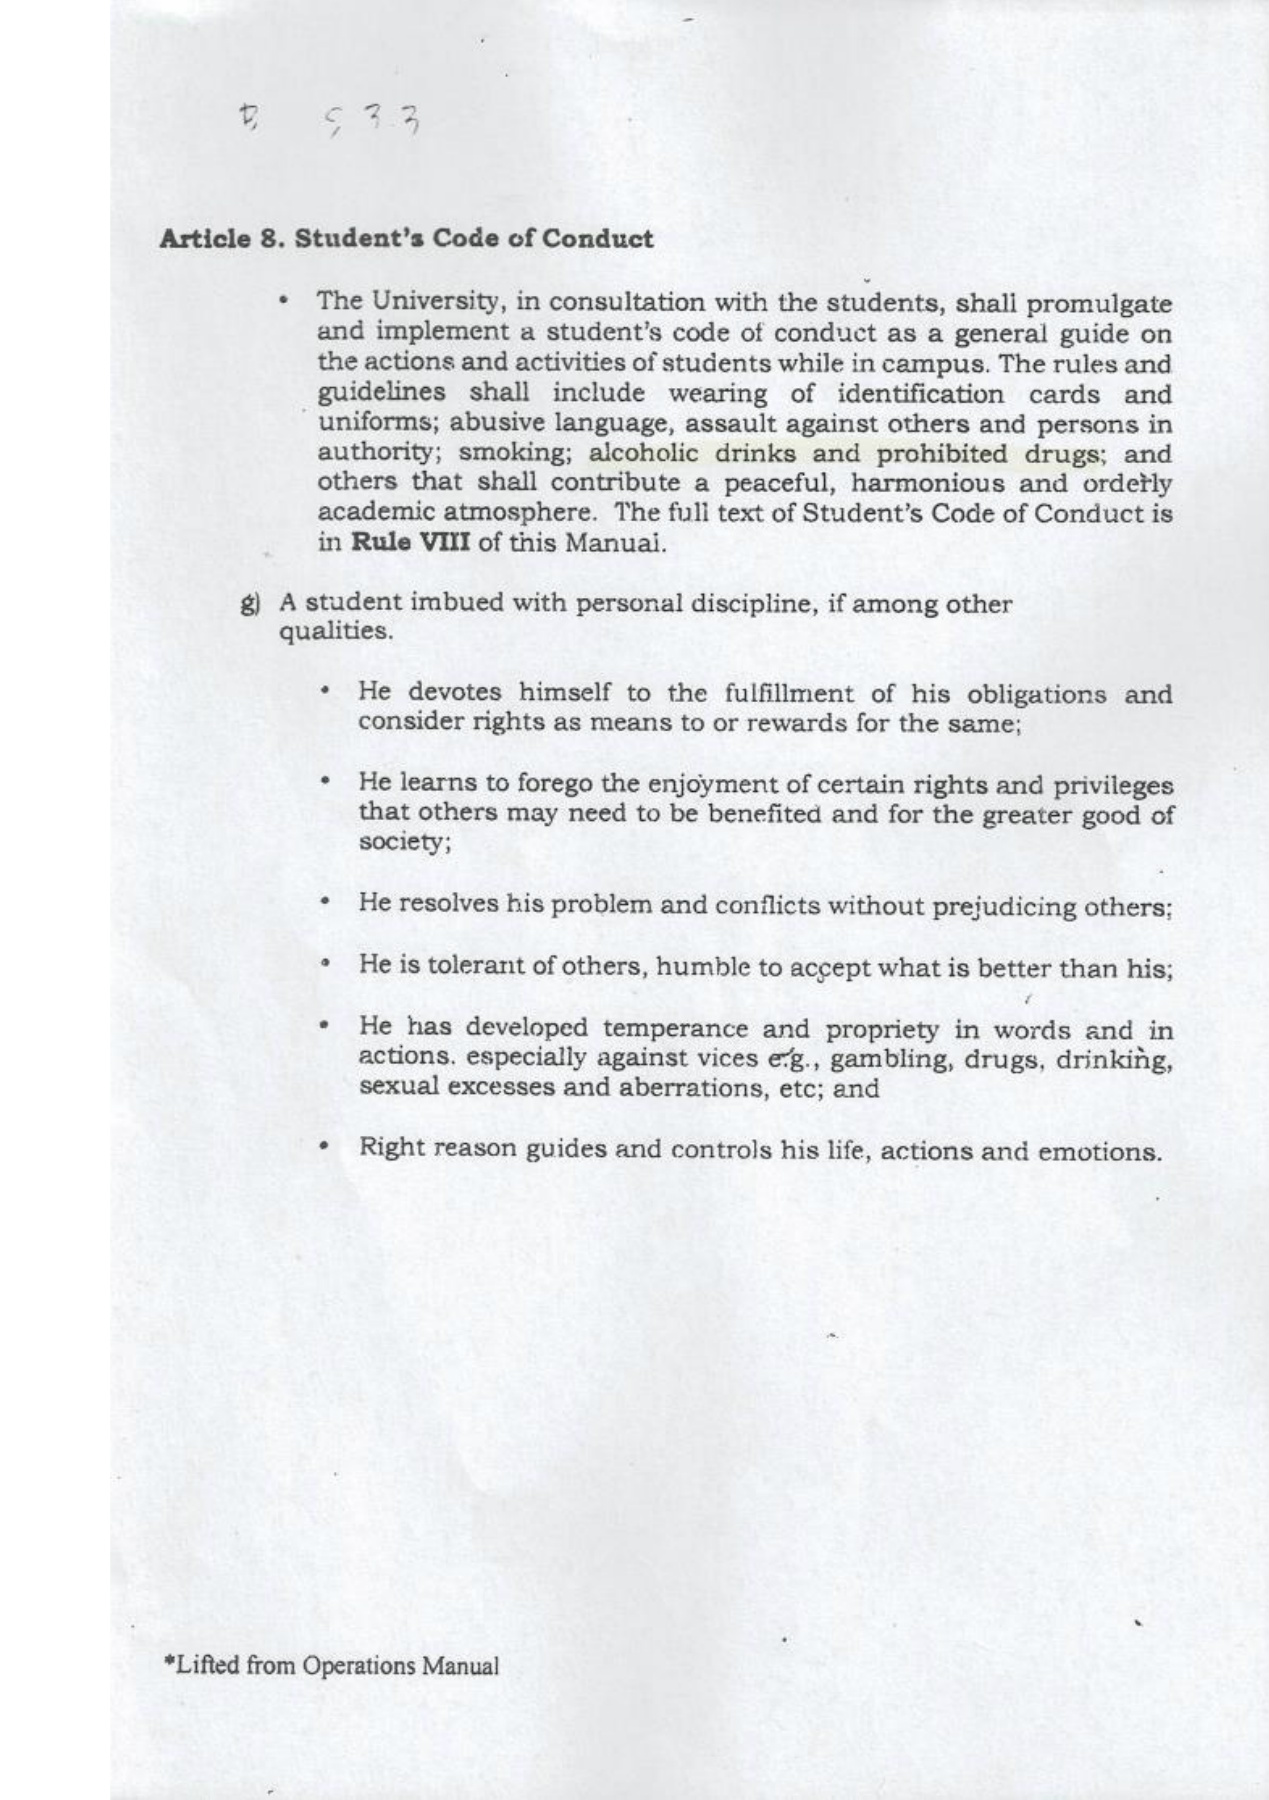 Article 8. Student's Code of Conduct
• The University, in consultation with the students, shall promulgate
and implement a student's code of conduct as a general guide on
the actions and activities of students while in campus. The rules and
guidelines shall include wearing of identification cards and
uniforms; abusive language, assault against others and persons in
authority; smoking; alcoholic drinks and prohibited drugs; and
others that shall contribute a peaceful, harmonious and orderly
academic atmosphere. The full text of Student's Code of Conduct is
in Rule VIII of this Manual.
g) A student imbued with personal discipline, if among other
qualities.
• He devotes himself to the fulfillment of his obligations and
consider rights as means to or rewards for the same;
• He learns to forego the enjoyment of certain rights and privileges
that others may need to be benefited and for the greater good of
society;
• He resolves his problem and conflicts without prejudicing others;
• He is tolerant of others, humble to accept what is better than his;
• He has developed temperance and propriety in words and in
actions. especially against vices e.g., gambling, drugs, drinking,
sexual excesses and aberrations, etc; and
• Right reason guides and controls his life, actions and emotions.
*Lifted from Operations Manual